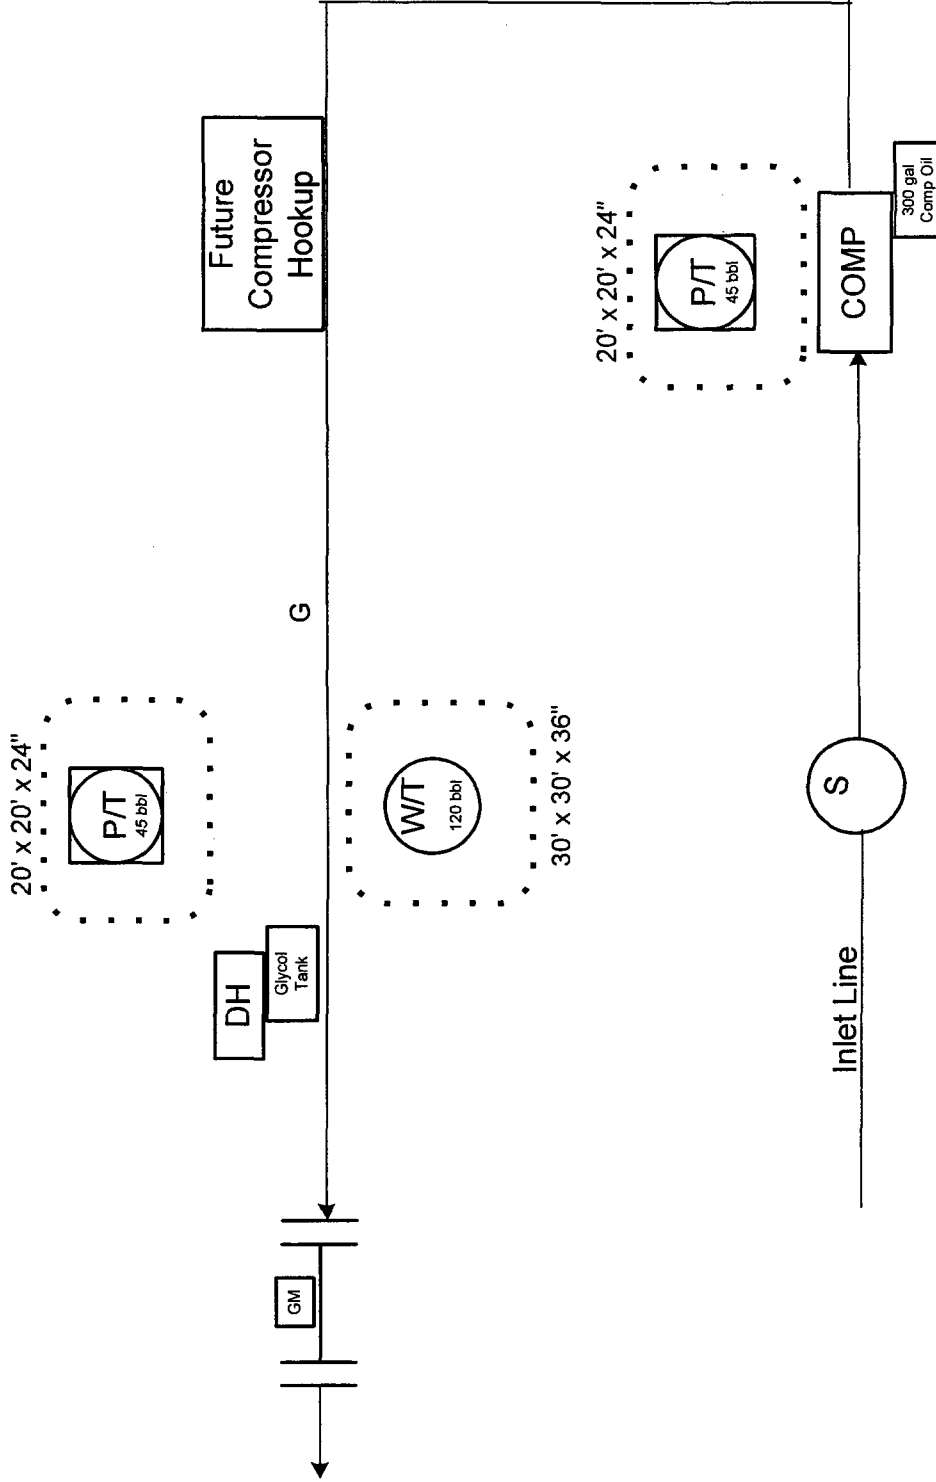 20' x 20' x 24"
P/T
45 bbl
Future
Compressor
Hookup
DH
Glycol
Tank
G
GM
W/T
120 bbl
30' x 30' x 36"
20' x 20' x 24"
P/T
45 bbl
Inlet Line
S
COMP
300 gal
Comp Oil